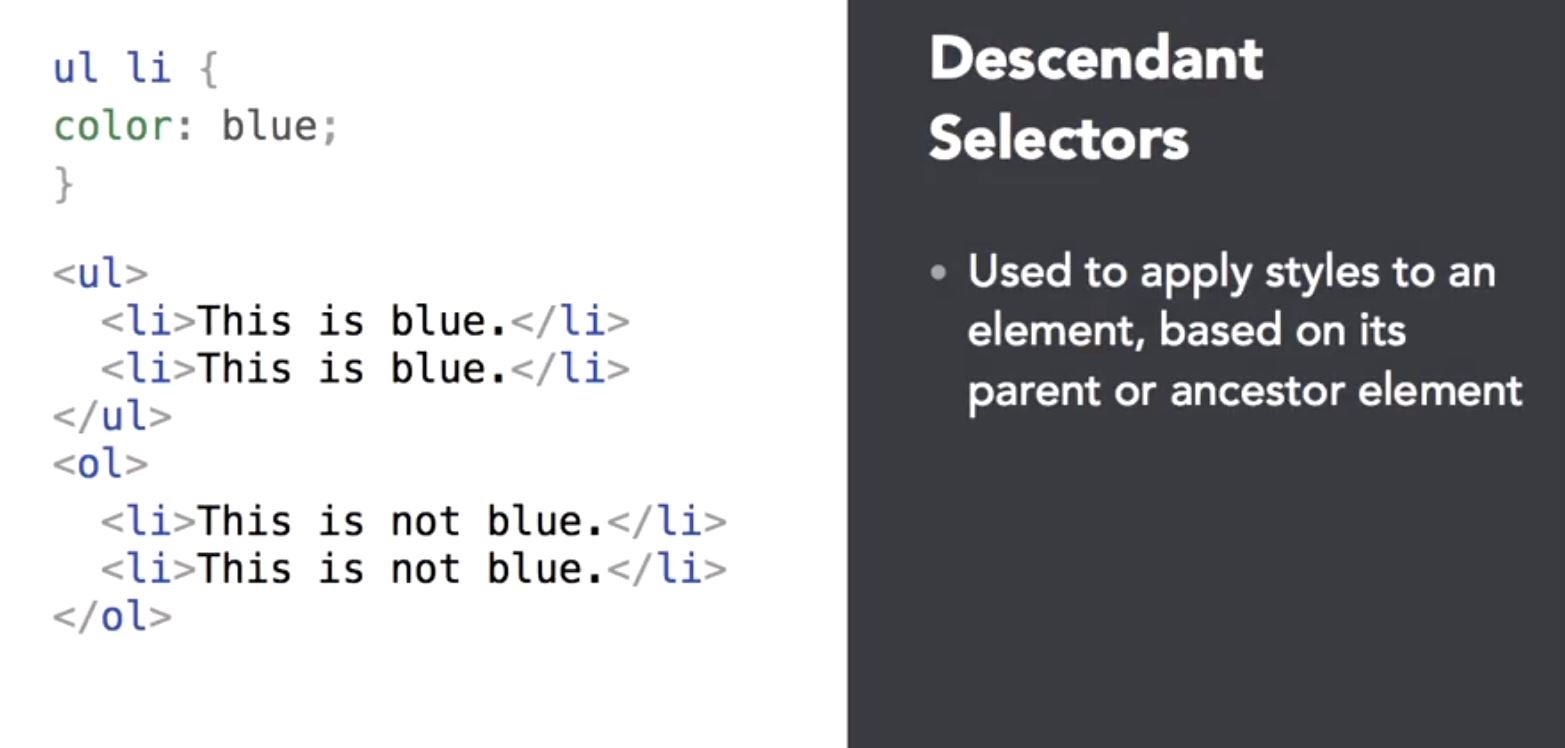 ul li {
color: blue;
}
<ul>
  <li>This is blue.</li>
  <li>This is blue.</li>
</ul>
<ol>
  <li>This is not blue.</li>
  <li>This is not blue.</li>
</ol>
Descendant
Selectors
• Used to apply styles to an
element, based on its
parent or ancestor element